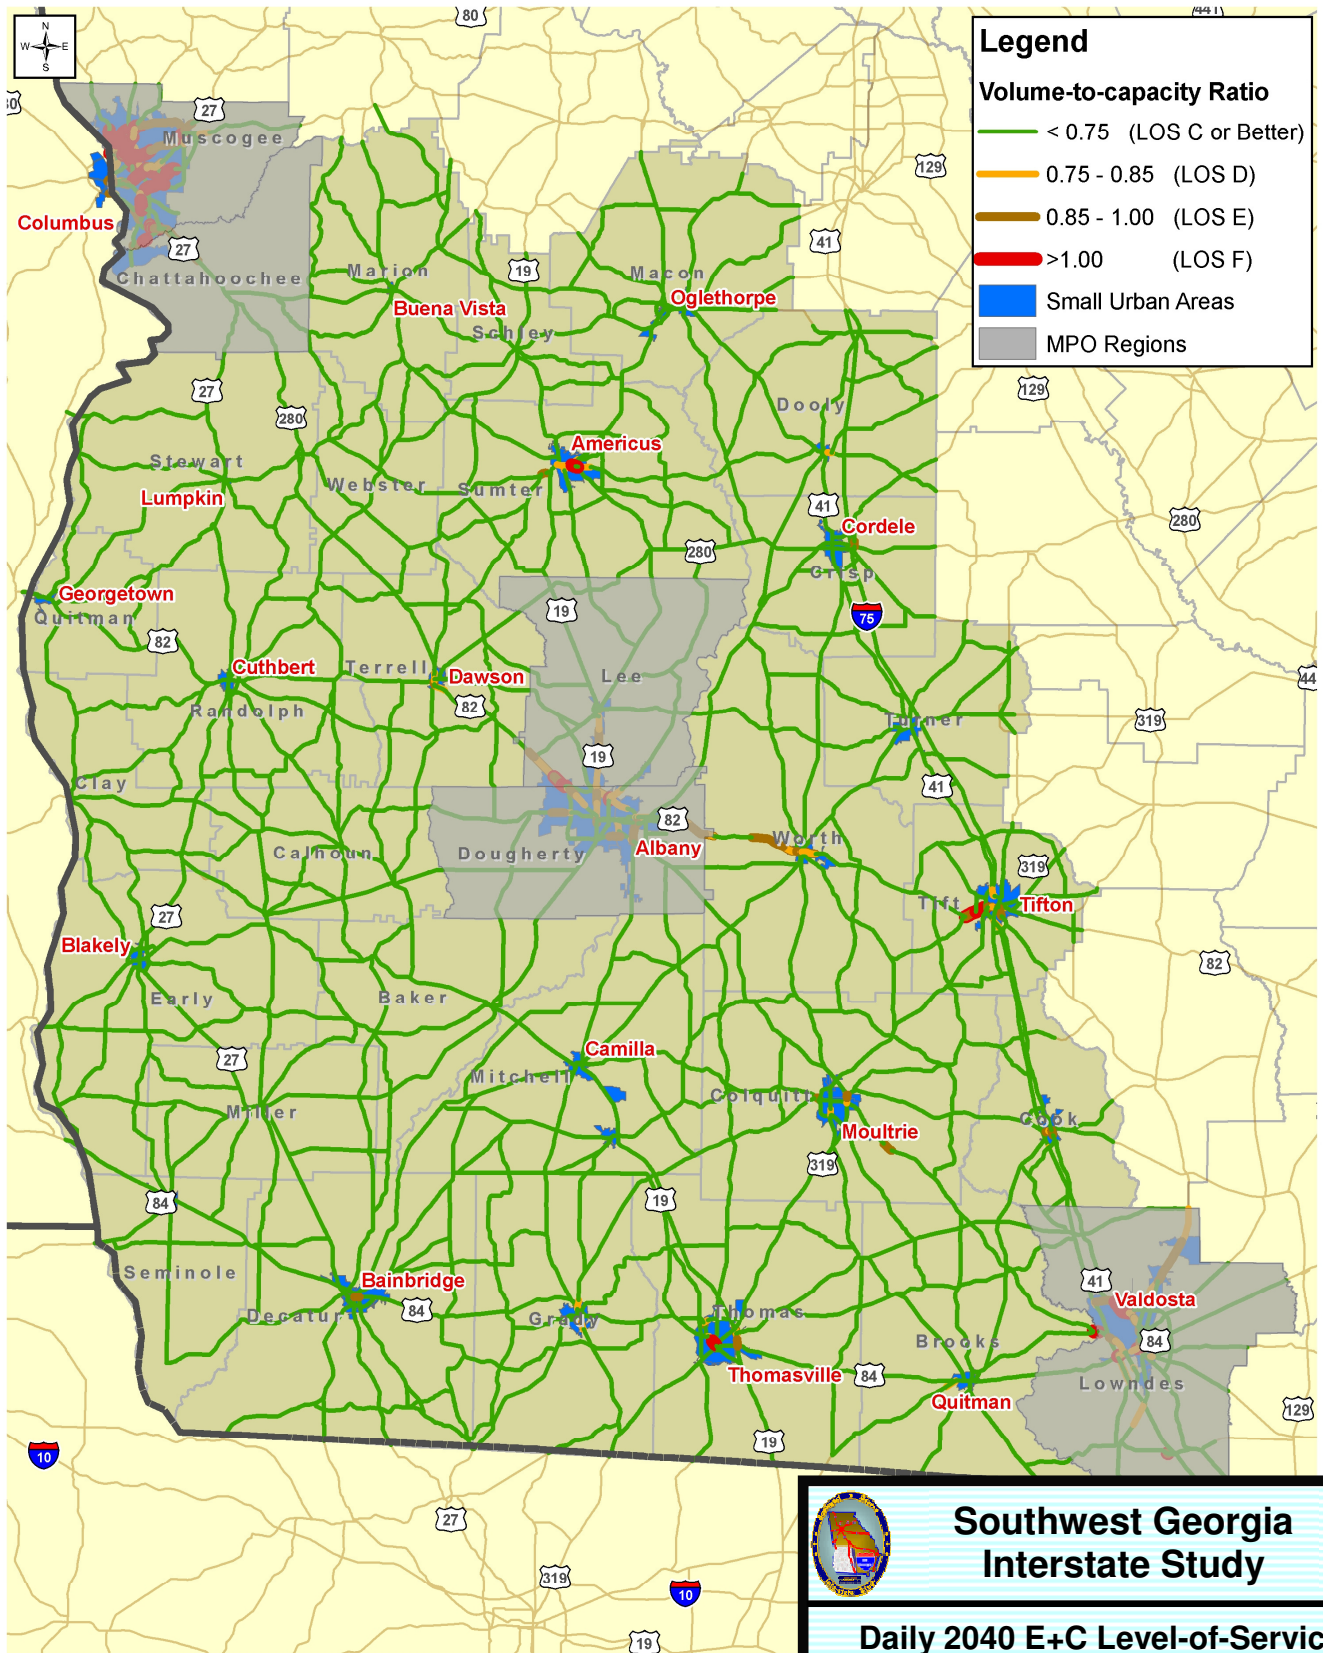 N
W E
S
80
441
Legend
Volume-to-capacity Ratio
< 0.75 (LOS C or Better)
0.75 - 0.85 (LOS D)
0.85 - 1.00 (LOS E)
>1.00 (LOS F)
Small Urban Areas
MPO Regions
27
Muscogee
129
Columbus
41
27
Chattahoochee
Marion
19
Macon
Buena Vista
Oglethorpe
Schley
27
129
280
Dooly
Americus
Stewart
Webster
Sumter
Lumpkin
41
Cordele
280
280
Crisp
Georgetown
Quitman
19
75
82
Cuthbert
Terrell
Dawson
Lee
82
Randolph
Turner
319
44
19
Clay
41
82
Worth
Calhoun
Dougherty
Albany
319
Tift
Tifton
27
Blakely
82
Early
Baker
27
Camilla
Mitchell
Colquitt
Miller
Cook
Moultrie
319
84
19
Seminole
Bainbridge
41
Valdosta
Decatur
84
Grady
Thomas
Brooks
84
Thomasville
84
Lowndes
Quitman
129
19
10
27
Southwest Georgia
Interstate Study
319
10
19
Daily 2040 E+C Level-of-Servic